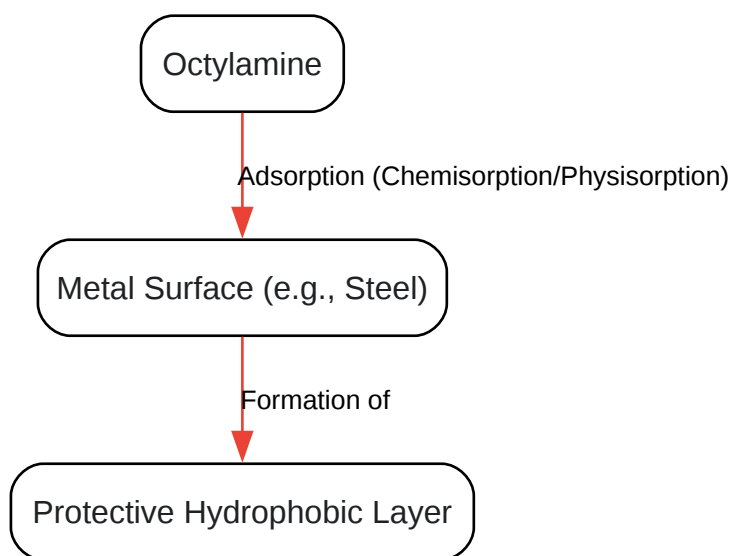 Octylamine
Adsorption (Chemisorption/Physisorption)
Metal Surface (e.g., Steel)
Formation of
Protective Hydrophobic Layer